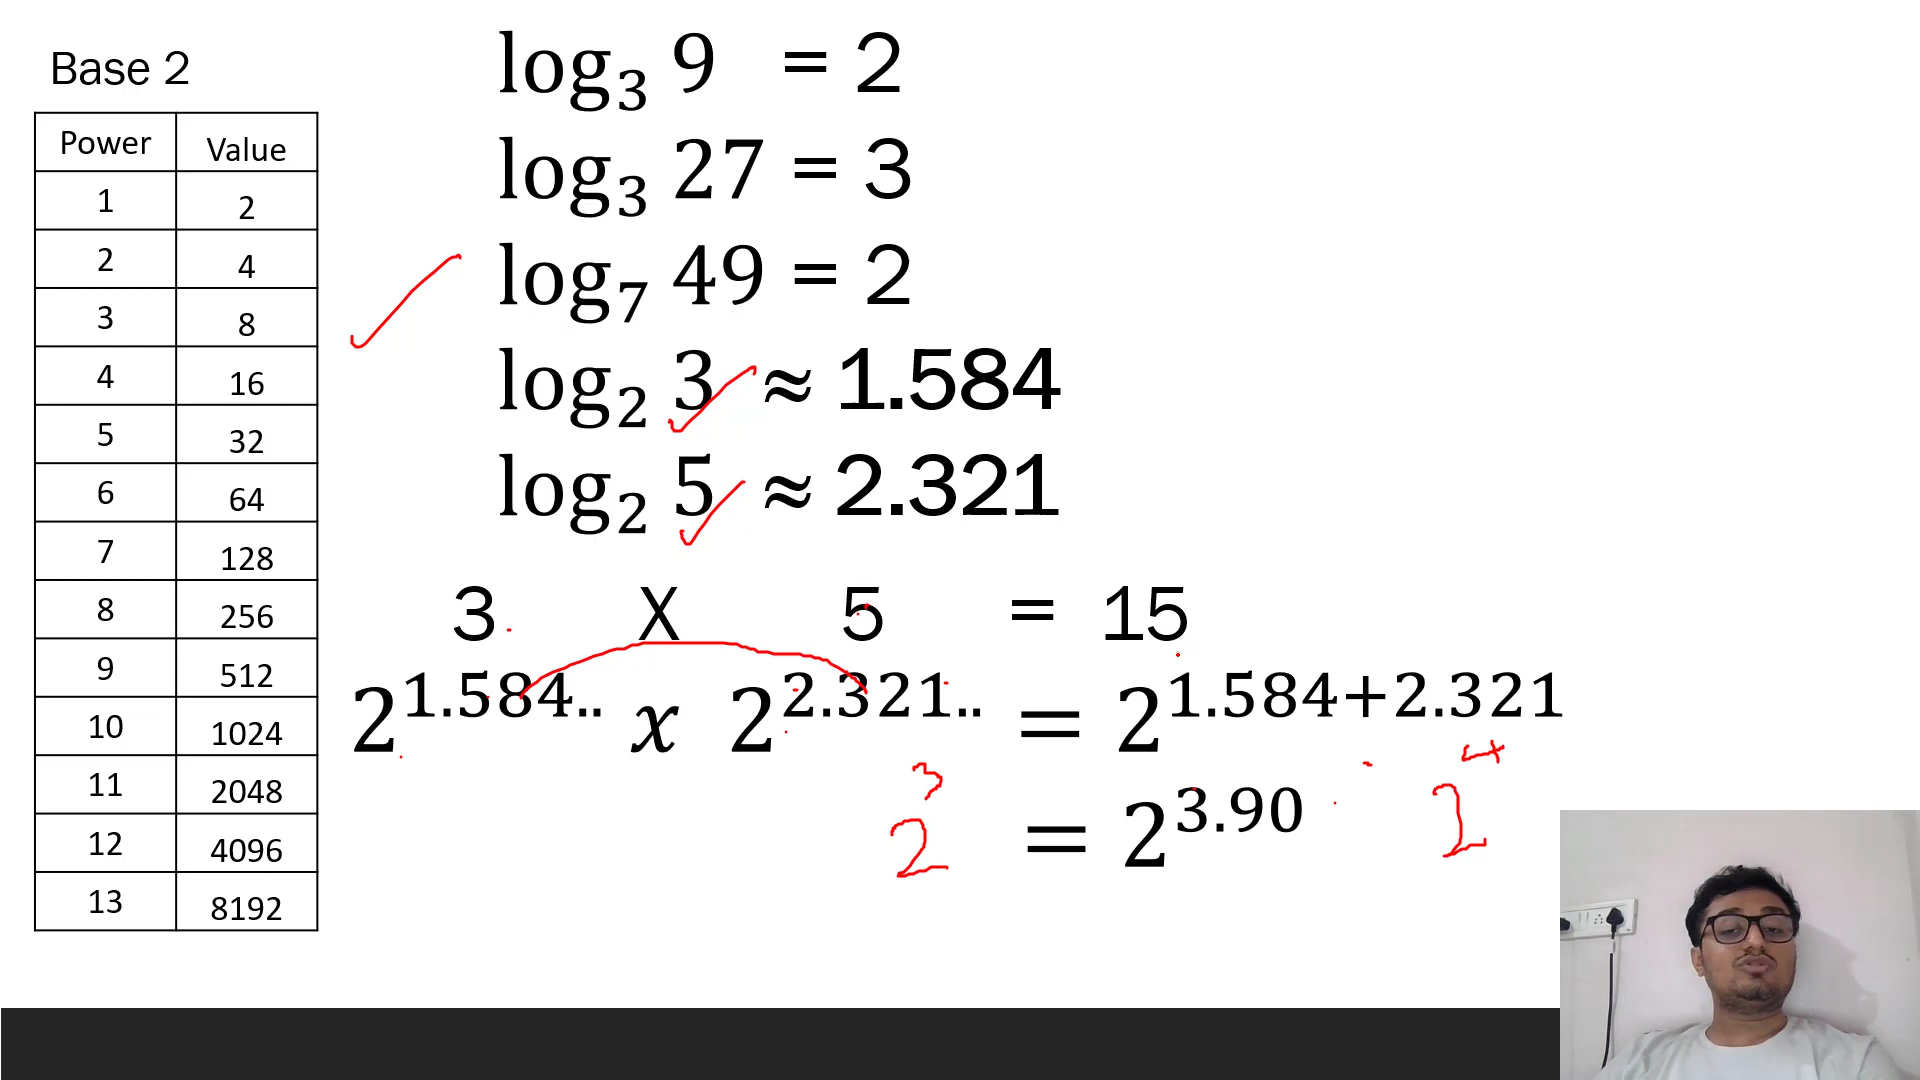 Base 2
Power Value
1 2
2 4
3 8
4 16
5 32
6 64
7 128
8 256
9 512
10 1024
11 2048
12 4096
13 8192
log₃ 9 = 2
log₃ 27 = 3
log₇ 49 = 2
log₂ 3 ≈ 1.584
log₂ 5 ≈ 2.321
3 X 5 = 15
2^1.584.. x 2^2.321.. = 2^1.584+2.321
= 2^3.90
2^3